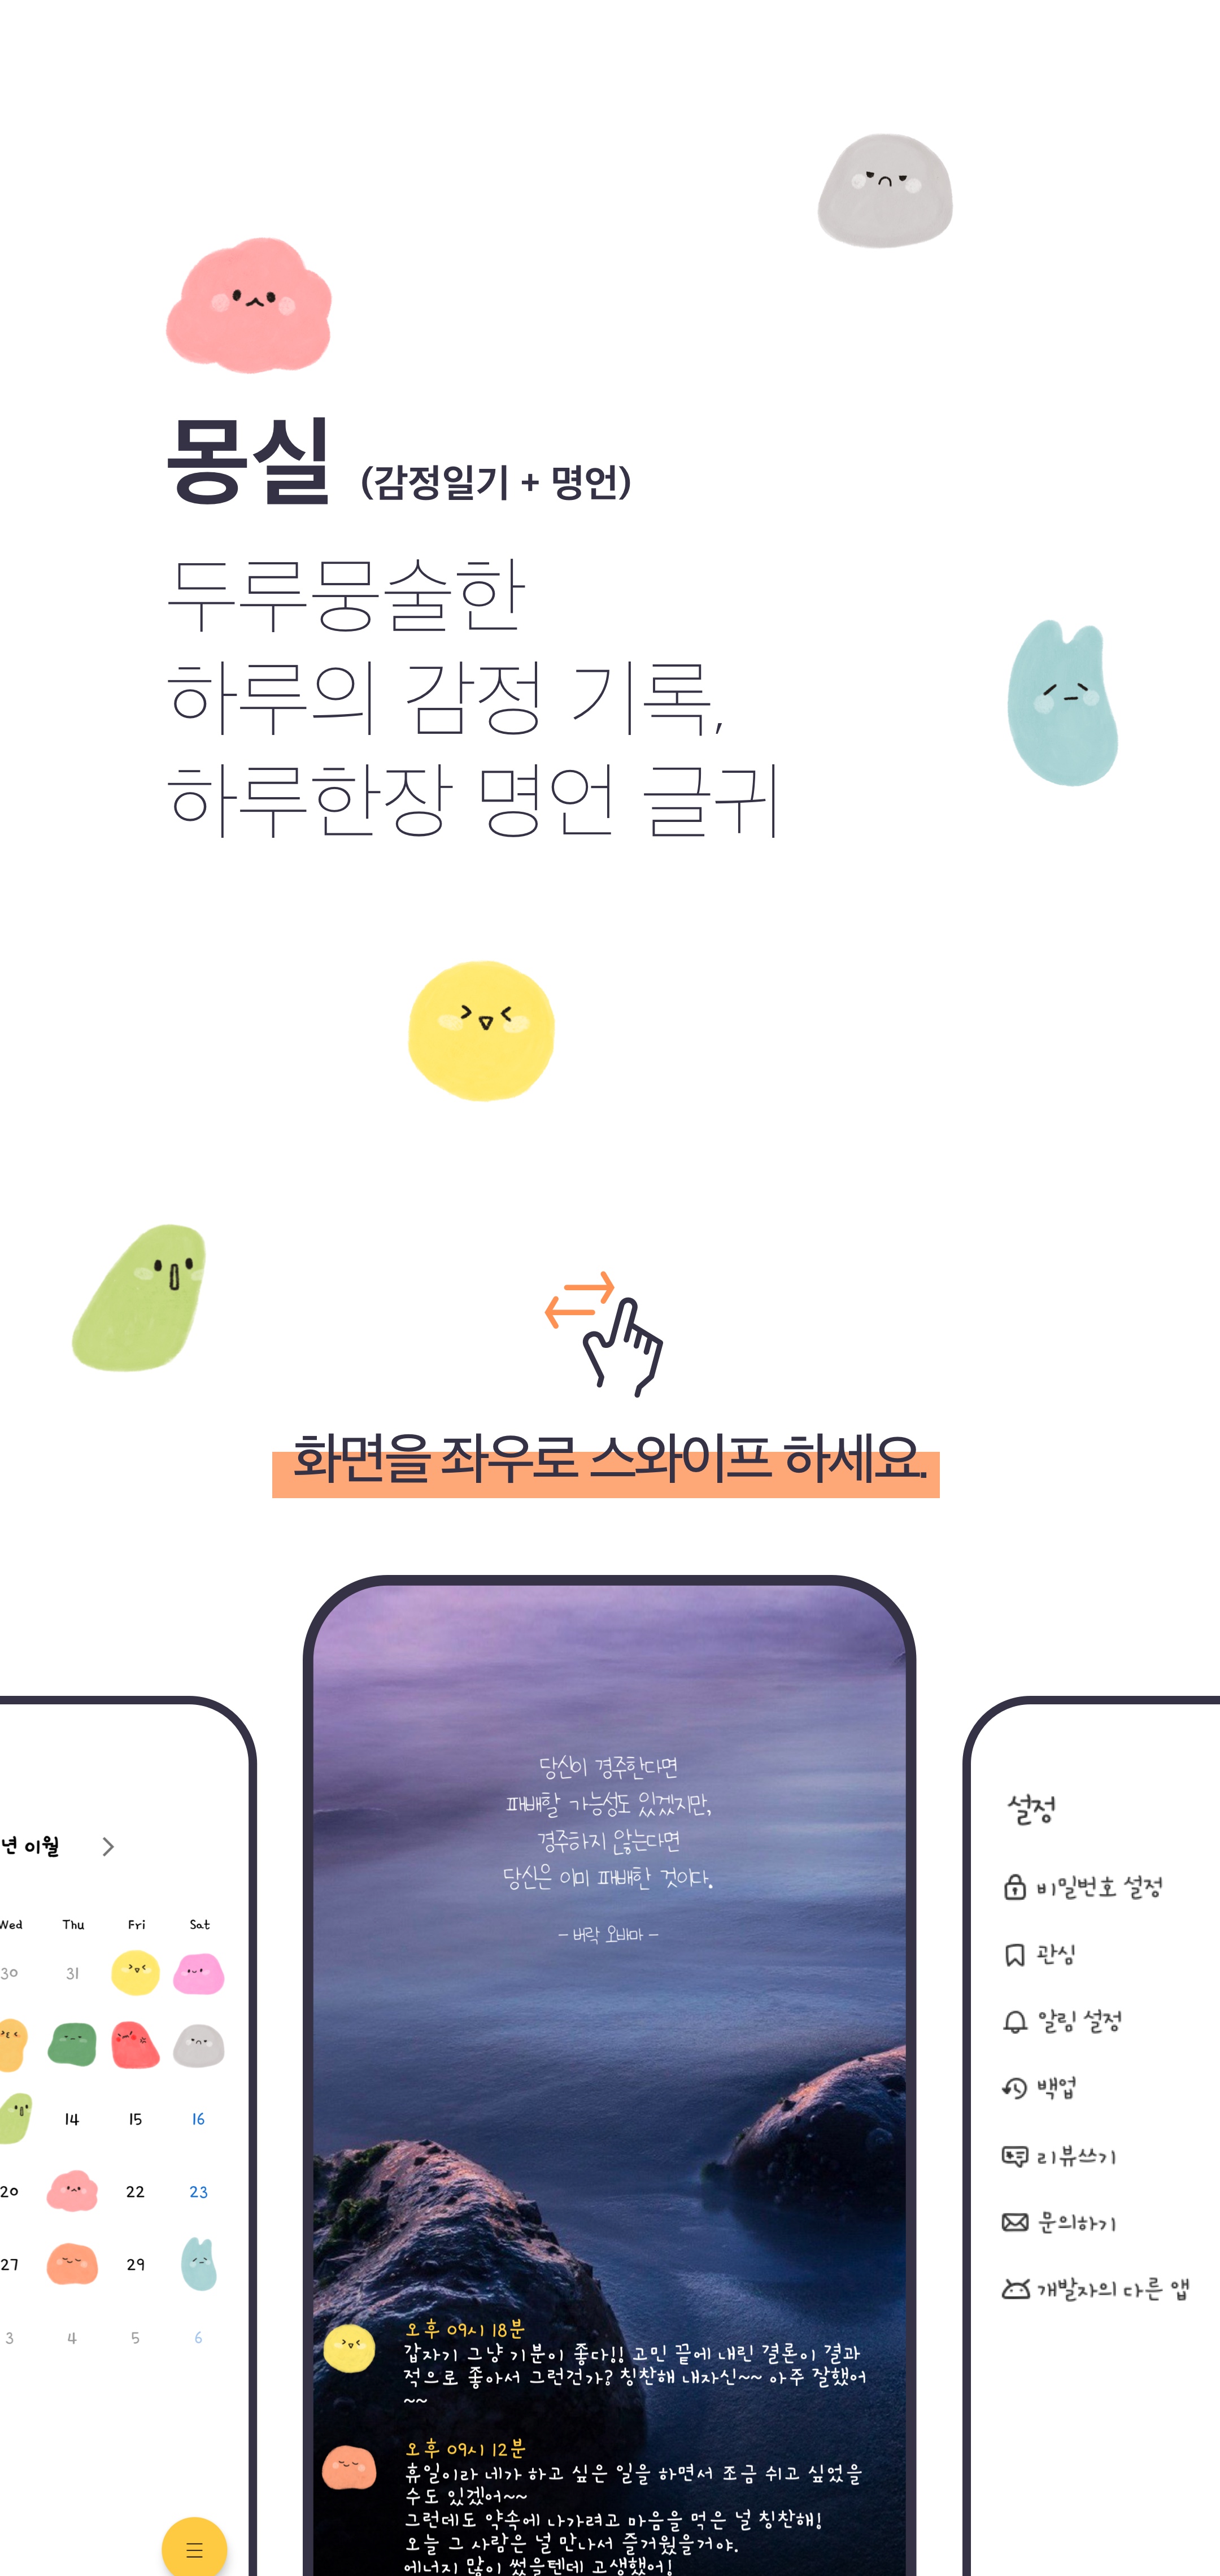 몽실 (감정일기 + 명언)
두루뭉술한
하루의 감정 기록,
하루한장 명언 글귀
화면을 좌우로 스와이프 하세요.
년 이월
Wed Thu Fri Sat
30 31
14 15 16
20 22 23
27 29
3 4 5 6
당신이 경주한다면
패배할 가능성도 있겠지만,
경주하지 않는다면
당신은 이미 패배한 것이다.
- 버락 오바마 -
오후 09시 18분
갑자기 그냥 기분이 좋다!! 고민 끝에 내린 결론이 결과
적으로 좋아서 그런건가? 칭찬해 내자신~~ 아주 잘했어
~~
오후 09시 12분
휴일이라 네가 하고 싶은 일을 하면서 조금 쉬고 싶었을
수도 있겠어~~
그런데도 약속에 나가려고 마음을 먹은 널 칭찬해!
오늘 그 사람은 널 만나서 즐거웠을거야.
에너지 많이 썼을텐데 고생했어!
설정
비밀번호 설정
관심
알림 설정
백업
리뷰쓰기
문의하기
개발자의 다른 앱